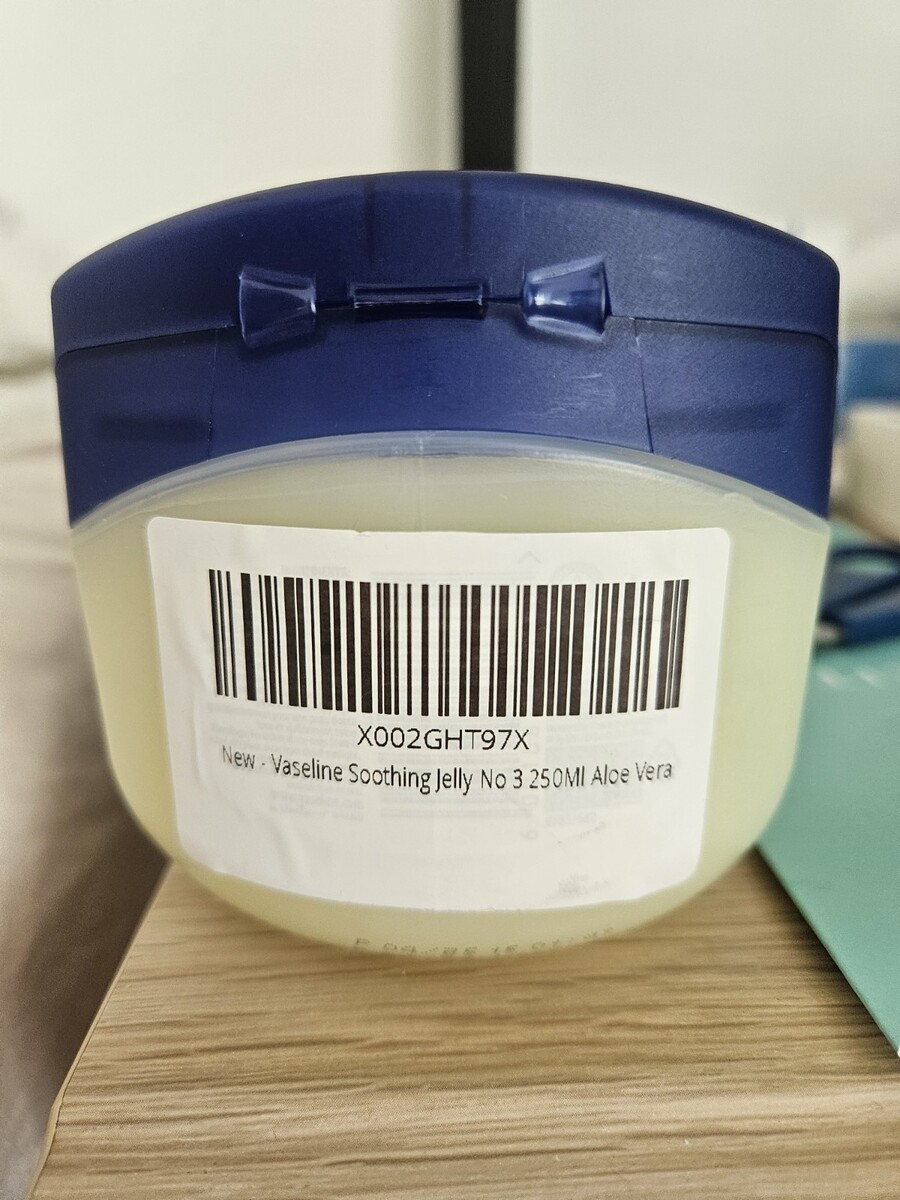 X002GHT97X
New - Vaseline Soothing Jelly No 3 250Ml Aloe Vera